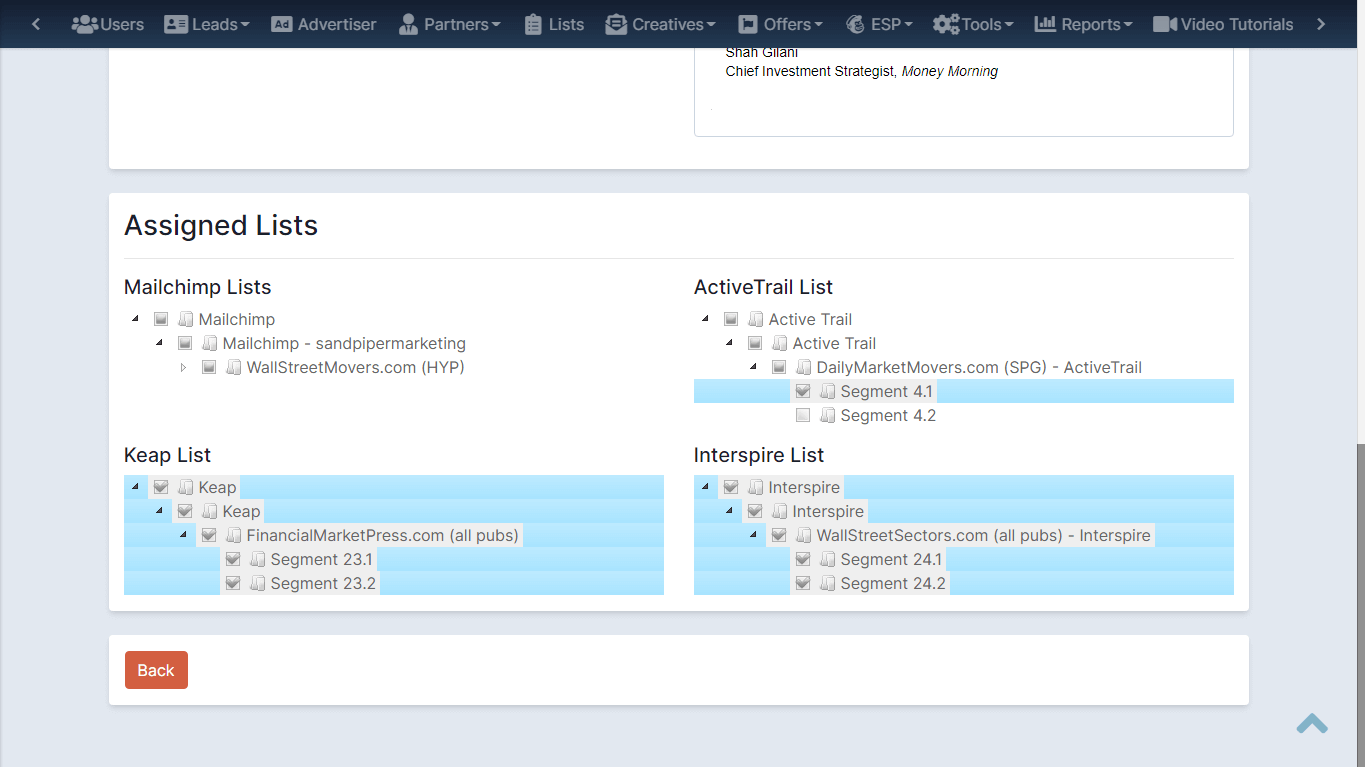 Users Leads Advertiser Partners Lists Creatives Offers ESP Tools Reports Video Tutorials
Shah Gilani
Chief Investment Strategist, Money Morning
Assigned Lists
Mailchimp Lists
Mailchimp
Mailchimp - sandpipermarketing
WallStreetMovers.com (HYP)
ActiveTrail List
Active Trail
Active Trail
DailyMarketMovers.com (SPG) - ActiveTrail
Segment 4.1
Segment 4.2
Keap List
Keap
Keap
FinancialMarketPress.com (all pubs)
Segment 23.1
Segment 23.2
Interspire List
Interspire
Interspire
WallStreetSectors.com (all pubs) - Interspire
Segment 24.1
Segment 24.2
Back